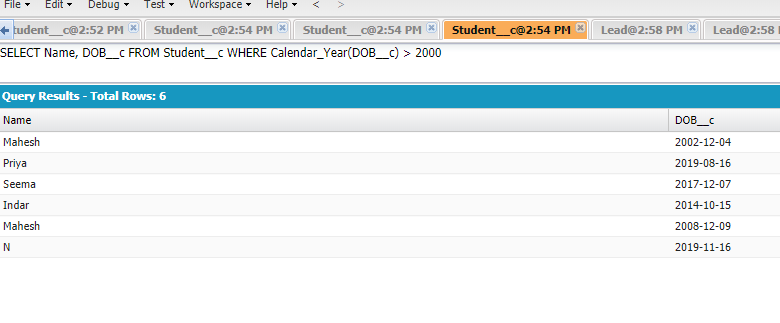 File Edit Debug Test Workspace Help < >
tudent__c@2:52 PM Student__c@2:54 PM Student__c@2:54 PM Student__c@2:54 PM Lead@2:58 PM Lead@2:58
SELECT Name, DOB__c FROM Student__c WHERE Calendar_Year(DOB__c) > 2000
Query Results - Total Rows: 6
Name DOB__c
Mahesh 2002-12-04
Priya 2019-08-16
Seema 2017-12-07
Indar 2014-10-15
Mahesh 2008-12-09
N 2019-11-16